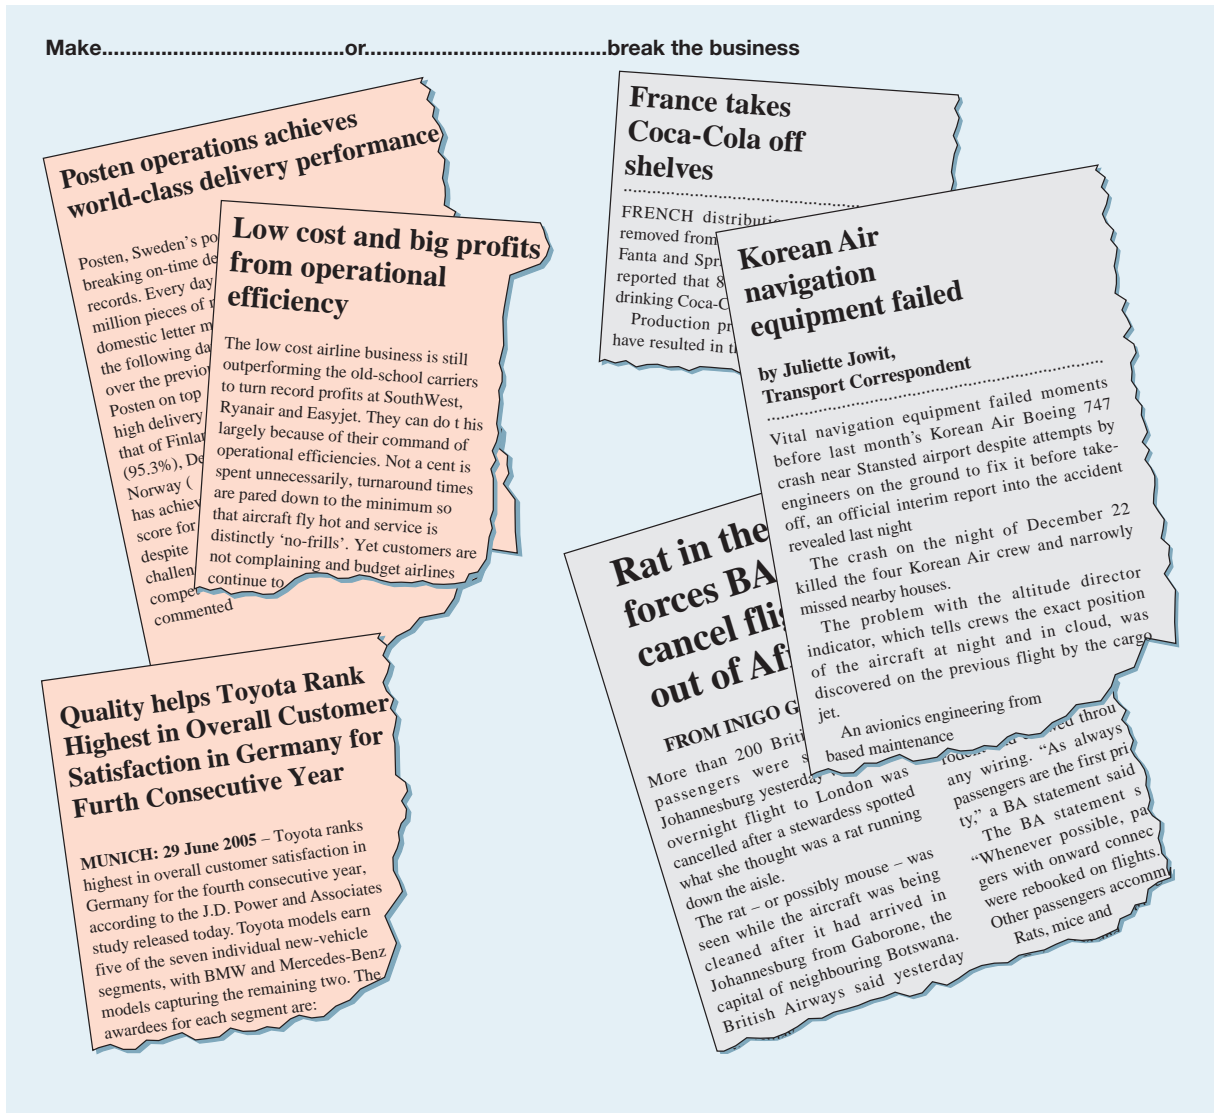 Make.........................................or.........................................break the business
Posten operations achieves
world-class delivery performance
Posten, Sweden's po
breaking on-time de
records. Every day
million pieces of
domestic letter m
the following da
over the previou
Posten on top
high delivery
that of Finlan
(95.3%), De
Norway (
has achiev
score for
despite
challen
compet
commented
Low cost and big profits
from operational
efficiency
The low cost airline business is still
outperforming the old-school carriers
to turn record profits at SouthWest,
Ryanair and Easyjet. They can do t his
largely because of their command of
operational efficiencies. Not a cent is
spent unnecessarily, turnaround times
are pared down to the minimum so
that aircraft fly hot and service is
distinctly 'no-frills'. Yet customers are
not complaining and budget airlines
continue to
Quality helps Toyota Rank
Highest in Overall Customer
Satisfaction in Germany for
Furth Consecutive Year
MUNICH: 29 June 2005 – Toyota ranks
highest in overall customer satisfaction in
Germany for the fourth consecutive year,
according to the J.D. Power and Associates
study released today. Toyota models earn
five of the seven individual new-vehicle
segments, with BMW and Mercedes-Benz
models capturing the remaining two. The
awardees for each segment are:
France takes
Coca-Cola off
shelves
FRENCH distributio
removed from
Fanta and Spr
reported that 8
drinking Coca-C
Production pr
have resulted in t
Korean Air
navigation
equipment failed
by Juliette Jowit,
Transport Correspondent
Vital navigation equipment failed moments
before last month's Korean Air Boeing 747
crash near Stansted airport despite attempts by
engineers on the ground to fix it before take-
off, an official interim report into the accident
revealed last night
The crash on the night of December 22
killed the four Korean Air crew and narrowly
missed nearby houses.
The problem with the altitude director
indicator, which tells crews the exact position
of the aircraft at night and in cloud, was
discovered on the previous flight by the cargo
jet.
An avionics engineering from
based maintenance
Rat in the
forces BA
cancel flig
out of Af
FROM INIGO G
More than 200 Briti
passengers were s
Johannesburg yesterday
overnight flight to London was
cancelled after a stewardess spotted
what she thought was a rat running
down the aisle.
The rat – or possibly mouse – was
seen while the aircraft was being
cleaned after it had arrived in
Johannesburg from Gaborone, the
capital of neighbouring Botswana.
British Airways said yesterday
throu
any wiring. "As always
passengers are the first pri
ty," a BA statement said
The BA statement s
"Whenever possible, pa
gers with onward connec
were rebooked on flights.
Other passengers accommo
Rats, mice and